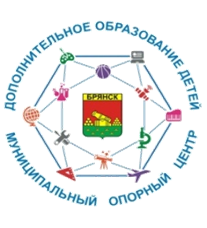 ДОПОЛНИТЕЛЬНОЕ ОБРАЗОВАНИЕ ДЕТЕЙ
БРЯНСК
МУНИЦИПАЛЬНЫЙ ОПОРНЫЙ ЦЕНТР